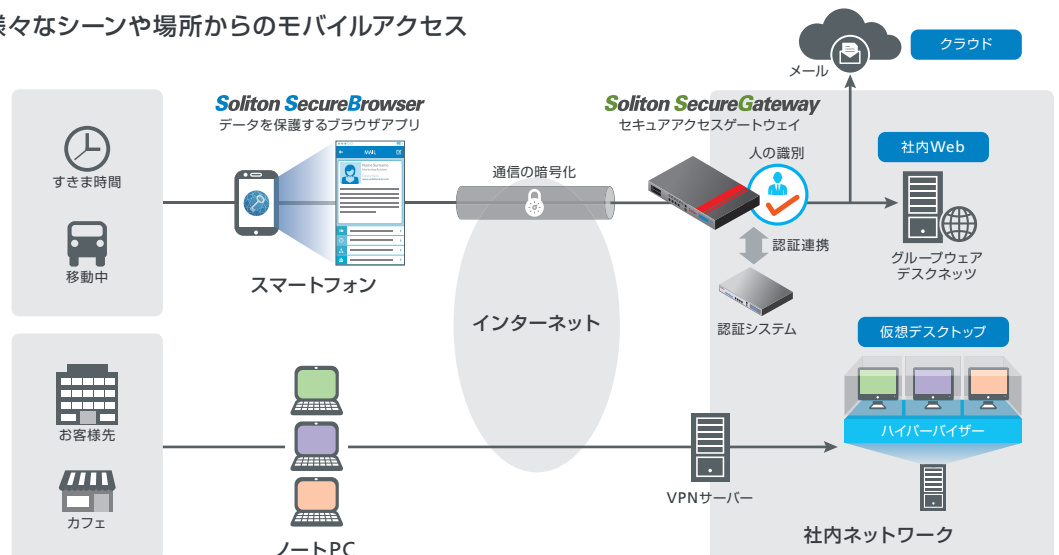 様々なシーンや場所からのモバイルアクセス
クラウド
メール
Soliton SecureBrowser
データを保護するブラウザアプリ
Soliton SecureGateway
セキュアアクセスゲートウェイ
すきま時間
移動中
MAIL
スマートフォン
通信の暗号化
人の識別
認証連携
認証システム
社内Web
グループウェア
デスクネッツ
インターネット
仮想デスクトップ
ハイパーバイザー
お客様先
カフェ
ノートPC
VPNサーバー
社内ネットワーク